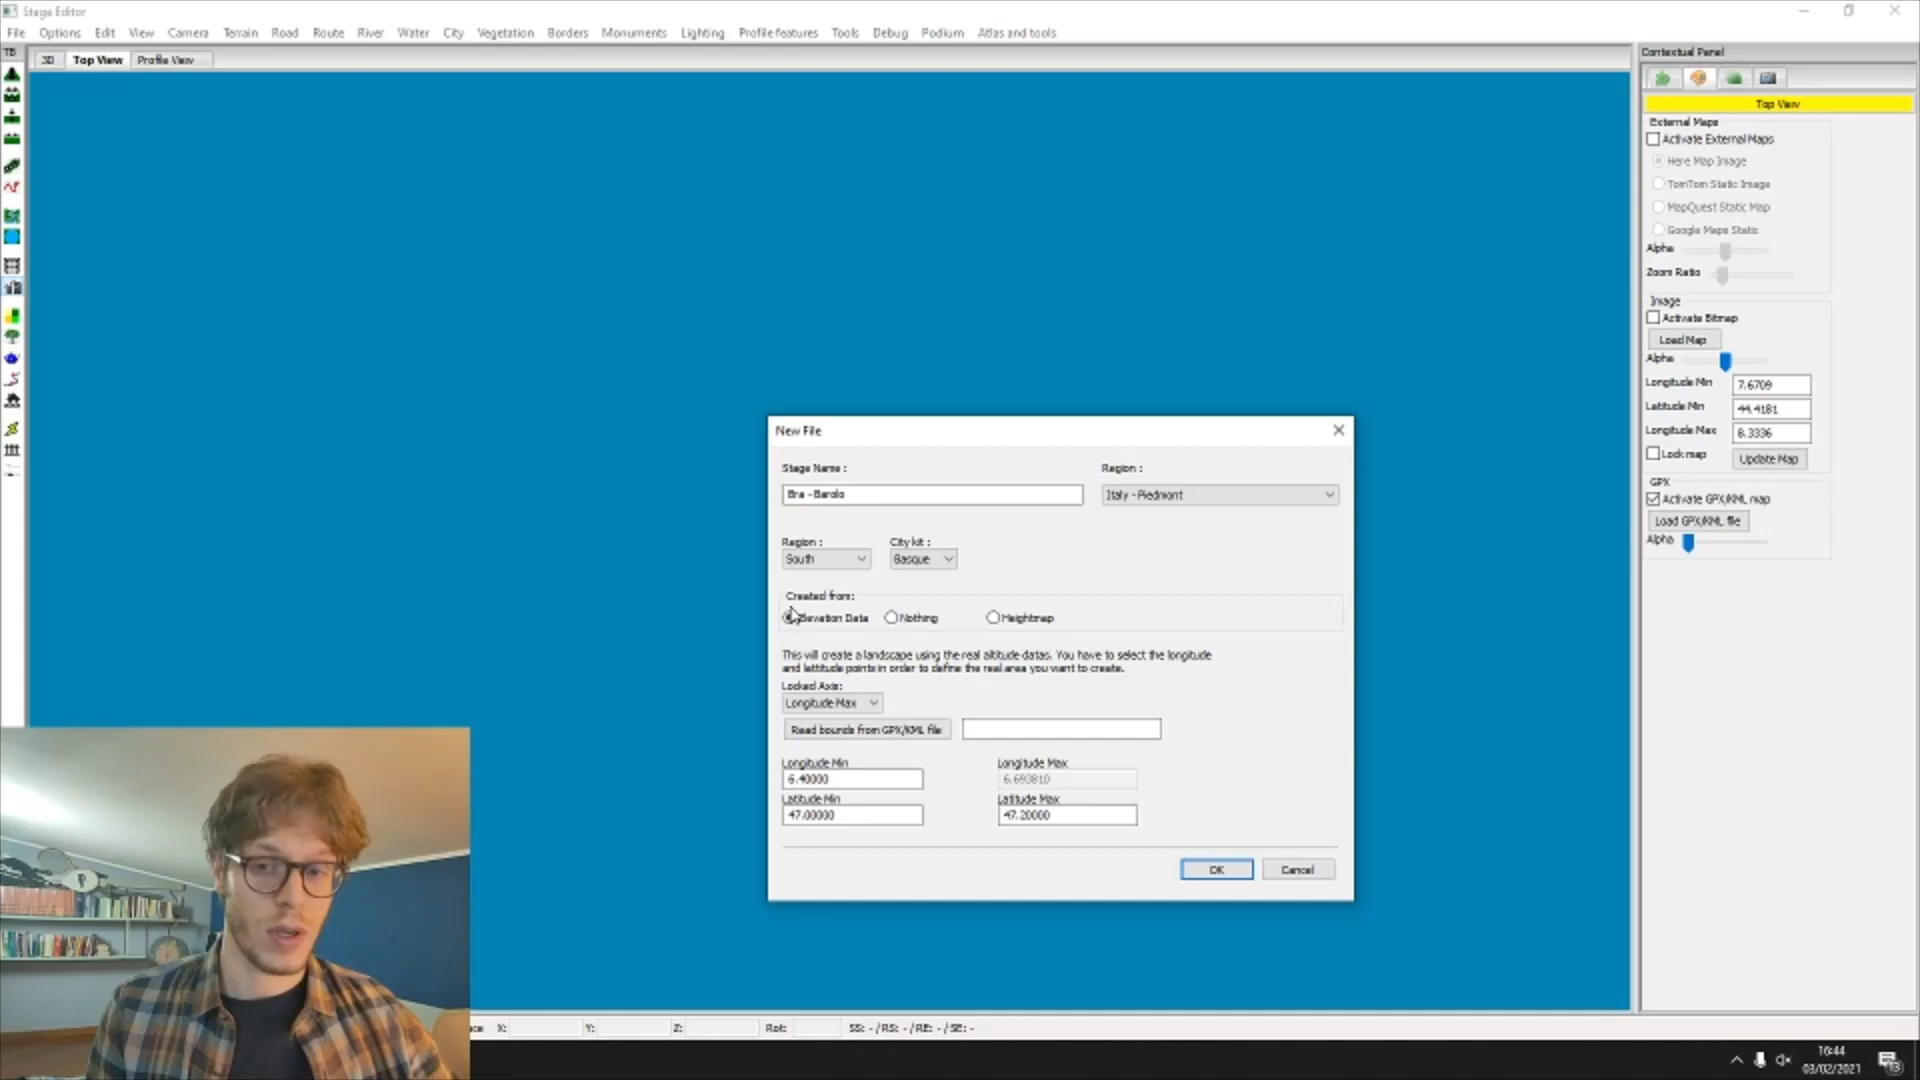 Stage Editor
File Options Edit View Camera Terrain Road Route River Water City Vegetation Borders Monuments Lighting Profile features Tools Debug Podium Atlas and tools
TB
3D Top View Profile View
Contextual Panel
Top View
External Maps
Activate External Maps
Here Map Image
TomTom Static Image
MapQuest Static Map
Google Maps Static
Alpha
Zoom Ratio
Image
Activate Bitmap
Load Map
Alpha
Longitude Min 7.6709
Latitude Min 44.4181
Longitude Max 8.3336
Lock map Update Map
GPX
Activate GPX/KML map
Load GPX/KML file
Alpha
New File
Stage Name : Region :
Bra - Barolo Italy - Piedmont
Region : City kit :
South Basque
Created from:
Elevation Data Nothing Heightmap
This will create a landscape using the real altitude datas. You have to select the longitude
and lattitude points in order to define the real area you want to create.
Locked Axis:
Longitude Max
Read bounds from GPX/KML file
Longitude Min Longitude Max
6.40000 6.693810
Latitude Min Latitude Max
47.00000 47.20000
OK Cancel
X: Y: Z: Rot: SS: - / RS: - / RE: - / SE: -
16:44
03/02/2021